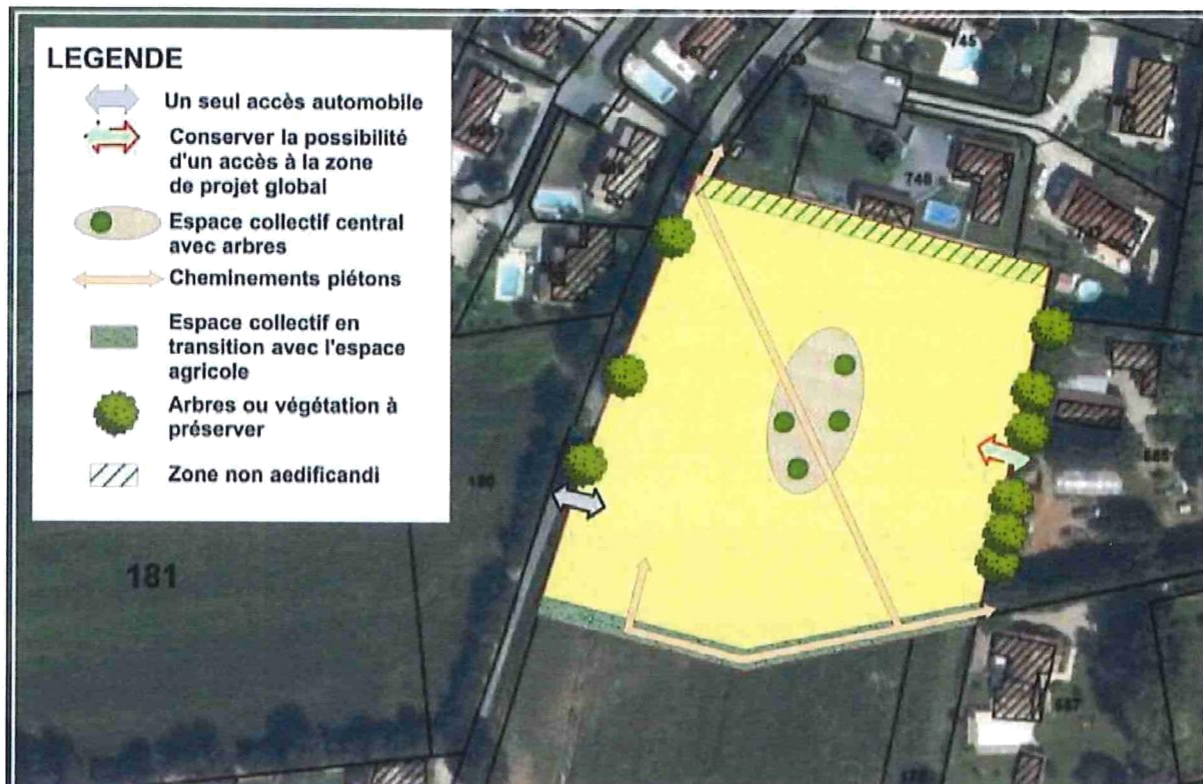 LEGENDE
Un seul accès automobile
Conserver la possibilité
d'un accès à la zone
de projet global
Espace collectif central
avec arbres
Cheminements piétons
Espace collectif en
transition avec l'espace
agricole
Arbres ou végétation à
préserver
Zone non aedificandi
745
748
181
180